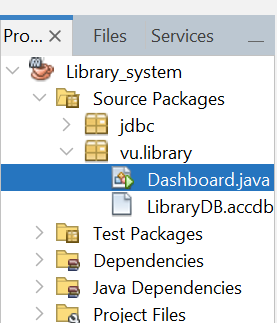 Pro... Files Services
Library_system
Source Packages
jdbc
vu.library
Dashboard.java
LibraryDB.accdb
Test Packages
Dependencies
Java Dependencies
Project Files